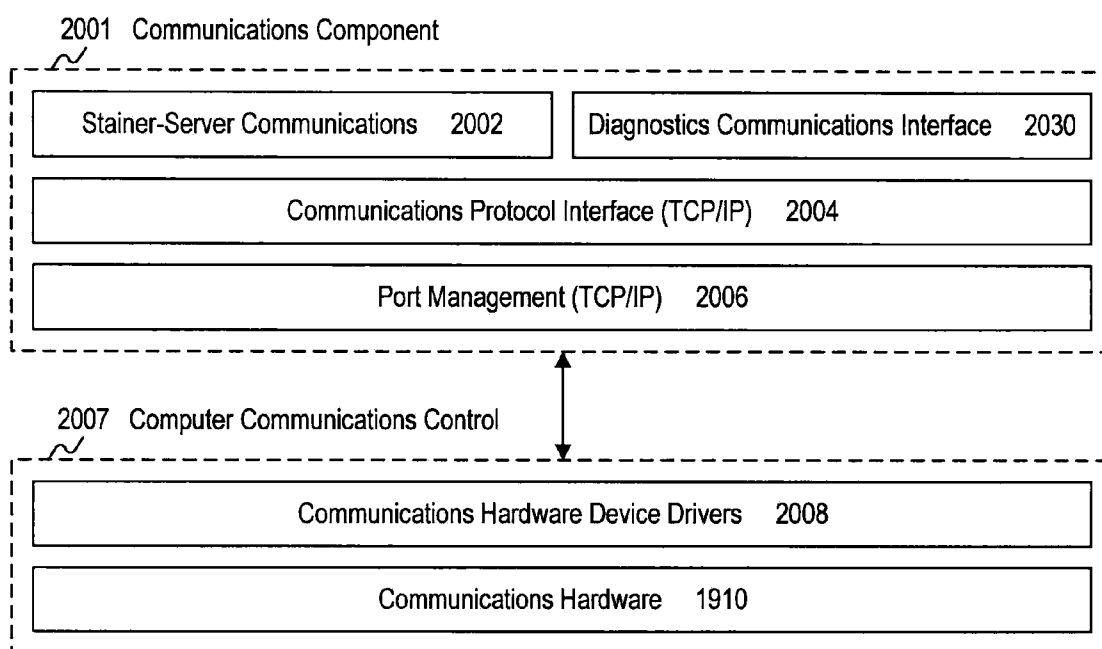 2001 Communications Component
Stainer-Server Communications 2002
Diagnostics Communications Interface 2030
Communications Protocol Interface (TCP/IP) 2004
Port Management (TCP/IP) 2006
2007 Computer Communications Control
Communications Hardware Device Drivers 2008
Communications Hardware 1910